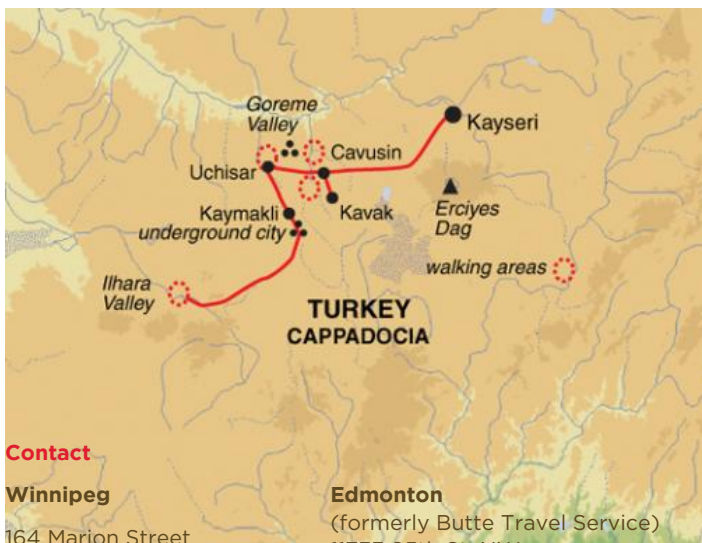 Goreme
Valley
Kayseri
Cavusin
Uchisar
Kaymakli
underground city
Kavak
Erciyes
Dag
walking areas
Ilhara
Valley
TURKEY
CAPPADOCIA
Contact
Winnipeg
164 Marion Street
Edmonton
(formerly Butte Travel Service)